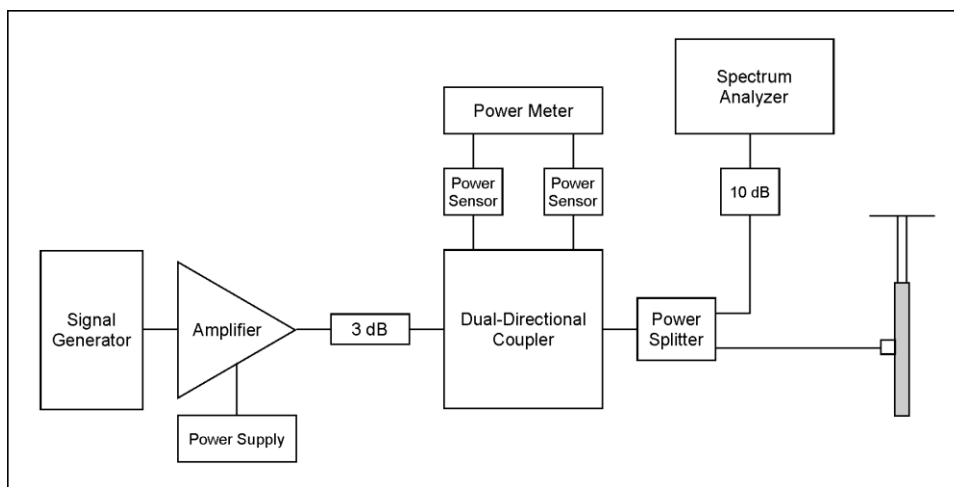 Signal
Generator
Amplifier
Power Supply
3 dB
Power Meter
Power
Sensor
Power
Sensor
Dual-Directional
Coupler
Power
Splitter
Spectrum
Analyzer
10 dB